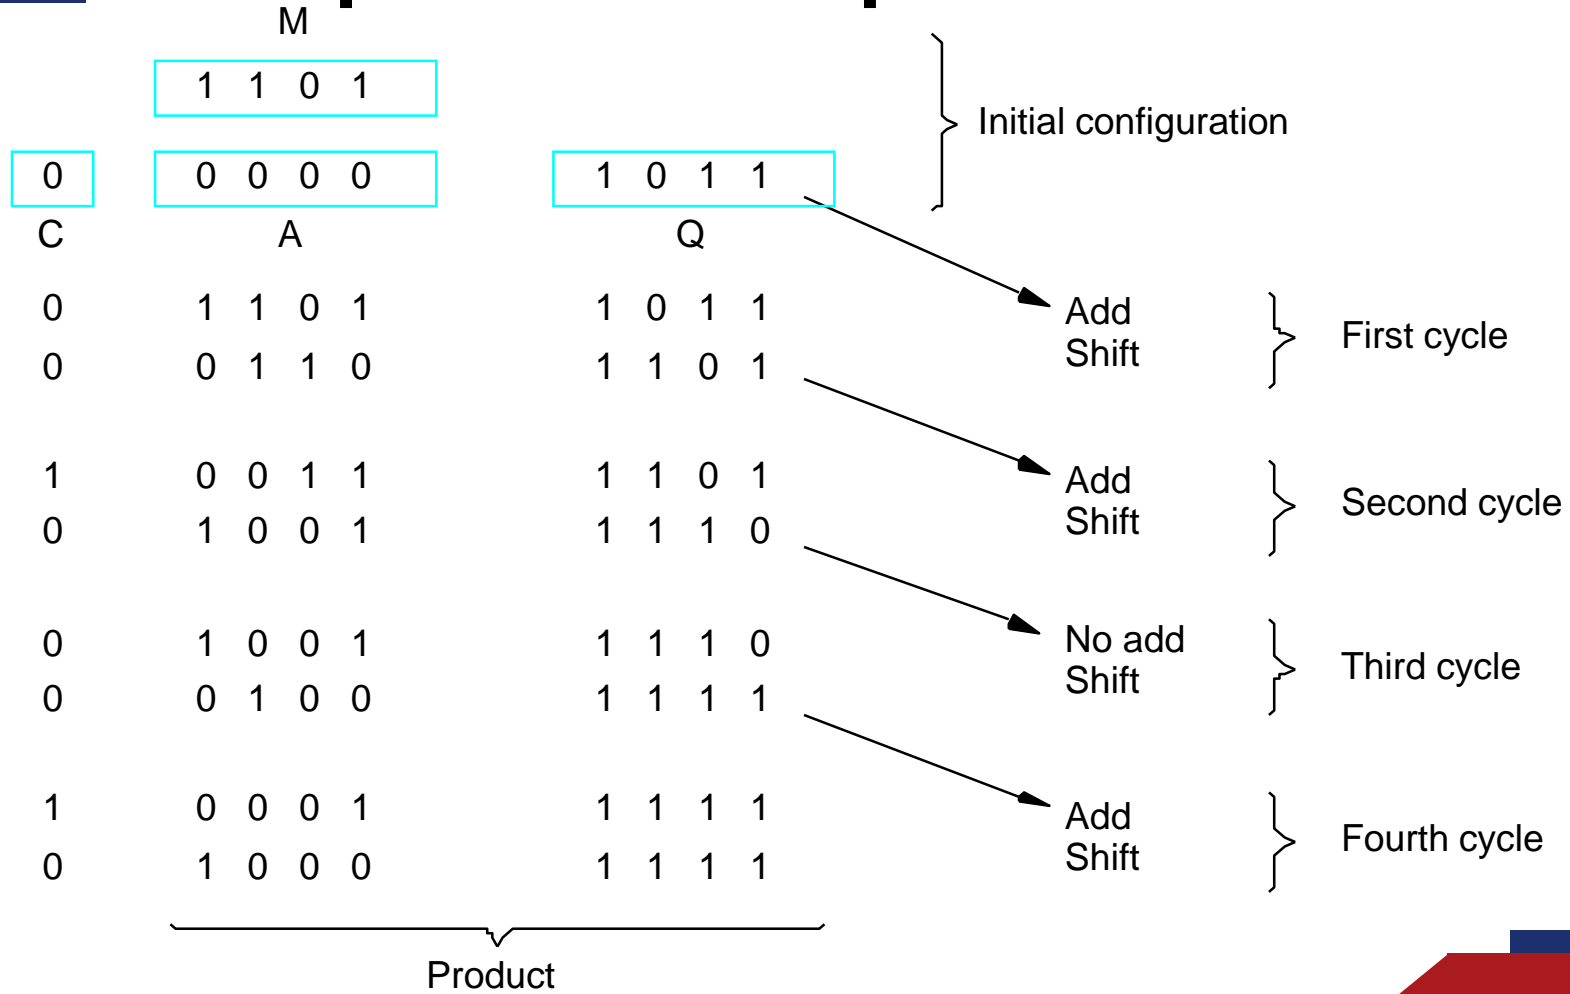 M
1 1 0 1
Initial configuration
0 0 0 0 0 1 0 1 1
C A Q
0 1 1 0 1 1 0 1 1 Add
First cycle
0 0 1 1 0 1 1 0 1 Shift
1 0 0 1 1 1 1 0 1 Add
Second cycle
0 1 0 0 1 1 1 1 0 Shift
0 1 0 0 1 1 1 1 0 No add
Third cycle
0 0 1 0 0 1 1 1 1 Shift
1 0 0 0 1 1 1 1 1 Add
Fourth cycle
0 1 0 0 0 1 1 1 1 Shift
Product